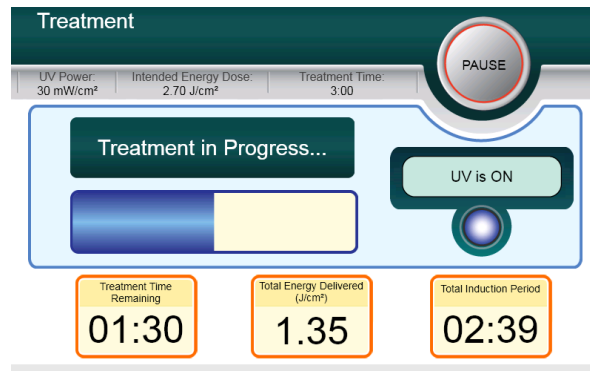 Treatment
PAUSE
UV Power: Intended Energy Dose: Treatment Time:
30 mW/cm² 2.70 J/cm² 3:00
Treatment in Progress...
UV is ON
Treatment Time
Remaining
01:30
Total Energy Delivered
(J/cm²)
1.35
Total Induction Period
02:39